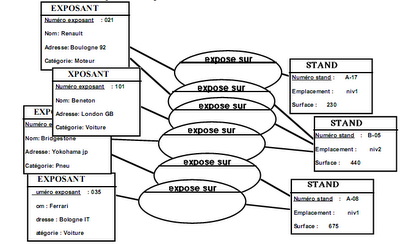 EXPOSANT
Numéro exposant : 021
Nom : Renault
Adresse: Boulogne 92
Catégorie: Moteur
XPOSANT
Numéro exposant : 101
Nom: Beneton
Adresse: London GB
Catégorie: Voiture
EXPO
Numéro e
Nom: Bridgestone
Adresse : Yokohama jp
Catégorie: Pneu
EXPOSANT
uméro exposant : 035
om : Ferrari
dresse : Bologne IT
atégorie : Voiture
expose sur
expose sur
expose sur
expose sur
expose sur
expose sur
STAND
Numéro stand : A-17
Emplacement : niv1
Surface : 230
STAND
Numéro stand : B-05
Emplacement : niv2
Surface : 440
STAND
Numéro stand : A-08
Emplacement : niv1
Surface : 675